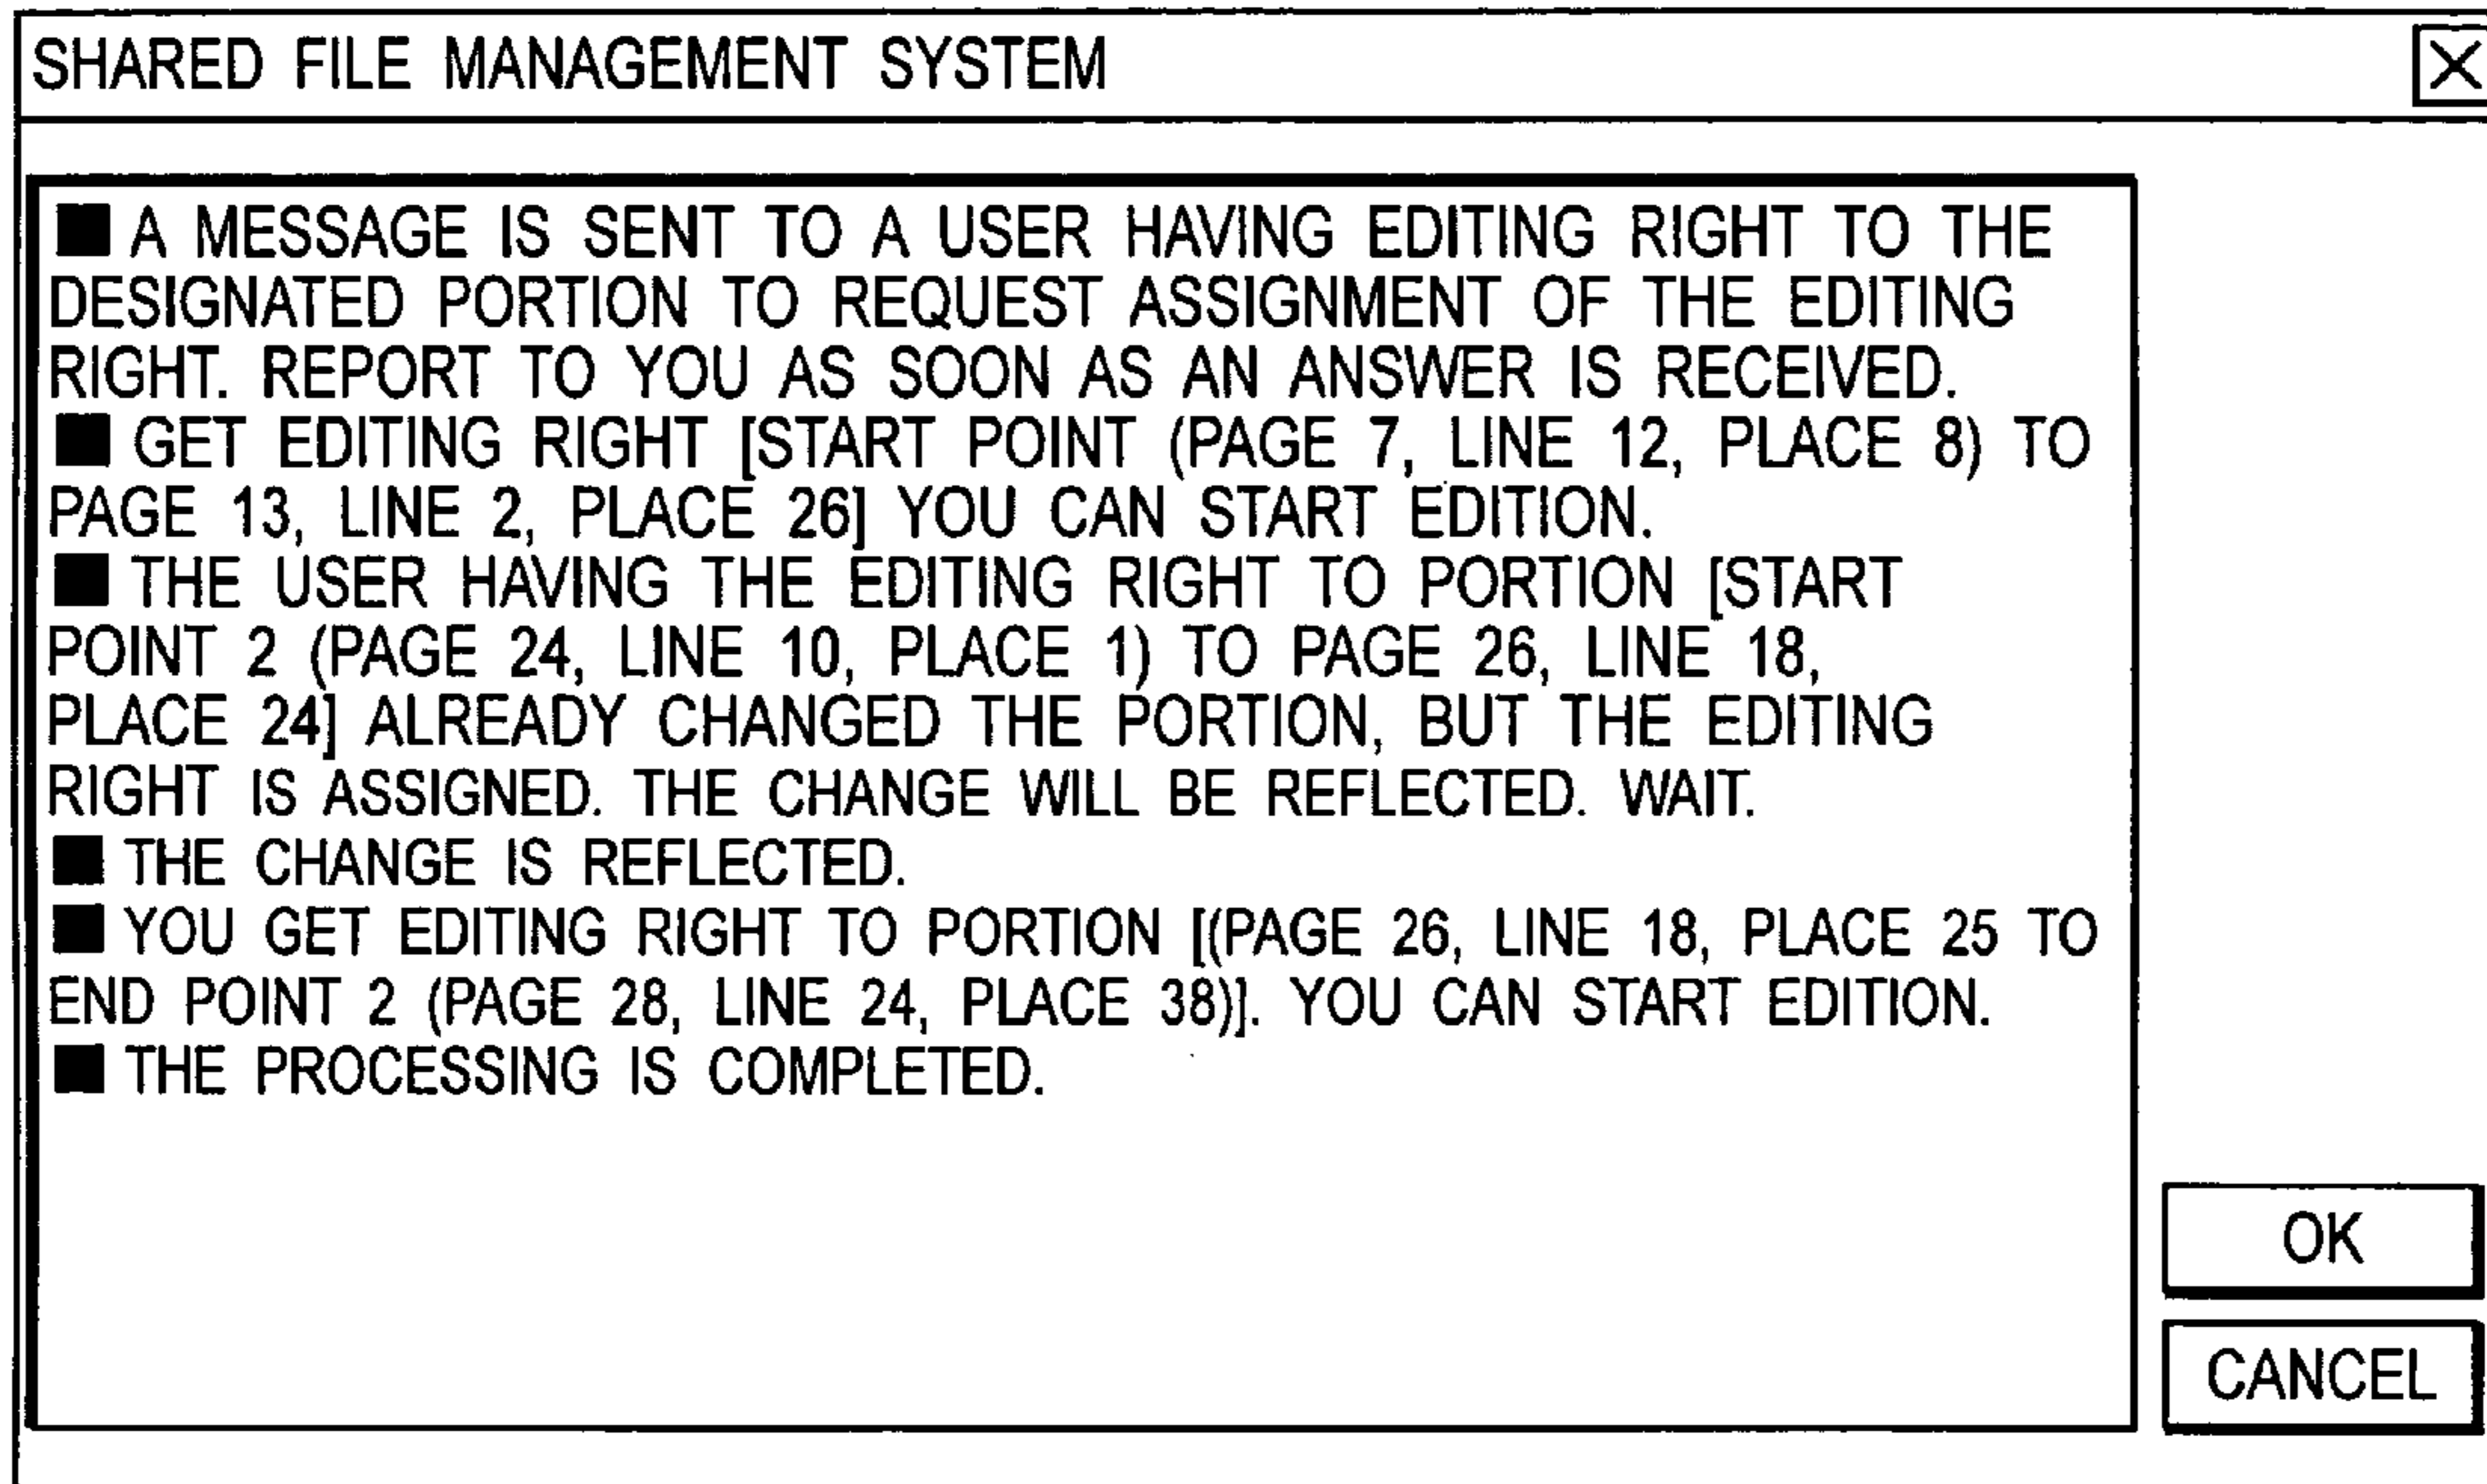 SHARED FILE MANAGEMENT SYSTEM
■ A MESSAGE IS SENT TO A USER HAVING EDITING RIGHT TO THE
DESIGNATED PORTION TO REQUEST ASSIGNMENT OF THE EDITING
RIGHT. REPORT TO YOU AS SOON AS AN ANSWER IS RECEIVED.
■ GET EDITING RIGHT [START POINT (PAGE 7, LINE 12, PLACE 8) TO
PAGE 13, LINE 2, PLACE 26] YOU CAN START EDITION.
■ THE USER HAVING THE EDITING RIGHT TO PORTION [START
POINT 2 (PAGE 24, LINE 10, PLACE 1) TO PAGE 26, LINE 18,
PLACE 24] ALREADY CHANGED THE PORTION, BUT THE EDITING
RIGHT IS ASSIGNED. THE CHANGE WILL BE REFLECTED. WAIT.
■ THE CHANGE IS REFLECTED.
■ YOU GET EDITING RIGHT TO PORTION [(PAGE 26, LINE 18, PLACE 25 TO
END POINT 2 (PAGE 28, LINE 24, PLACE 38)]. YOU CAN START EDITION.
■ THE PROCESSING IS COMPLETED.
OK
CANCEL